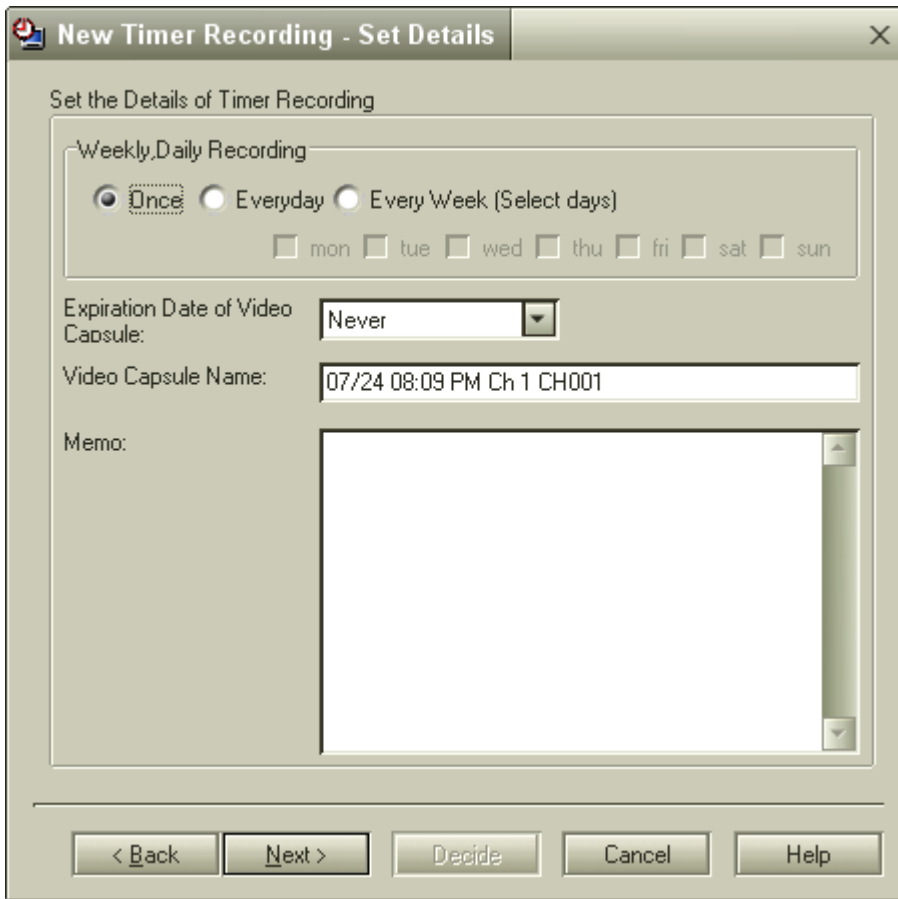 New Timer Recording - Set Details
Set the Details of Timer Recording
Weekly,Daily Recording
Once Everyday Every Week (Select days)
mon tue wed thu fri sat sun
Expiration Date of Video
Capsule:
Never
Video Capsule Name:
07/24 08:09 PM Ch 1 CH001
Memo:
< Back Next > Decide Cancel Help